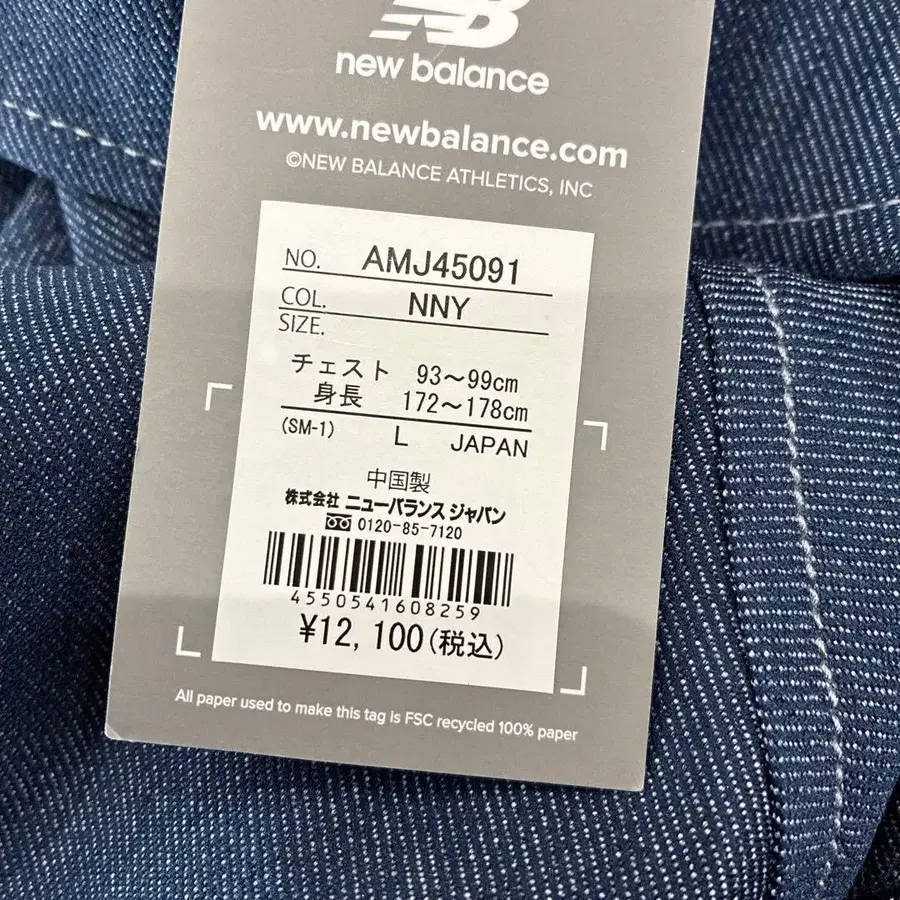 new balance
www.newbalance.com
©NEW BALANCE ATHLETICS, INC
NO. AMJ45091
COL. NNY
SIZE.
チェスト 93〜99cm
身長 172〜178cm
(SM-1) L JAPAN
中国製
株式会社 ニューバランス ジャパン
0120-85-7120
4550541608259
¥12,100(税込)
All paper used to make this tag is FSC recycled 100% paper